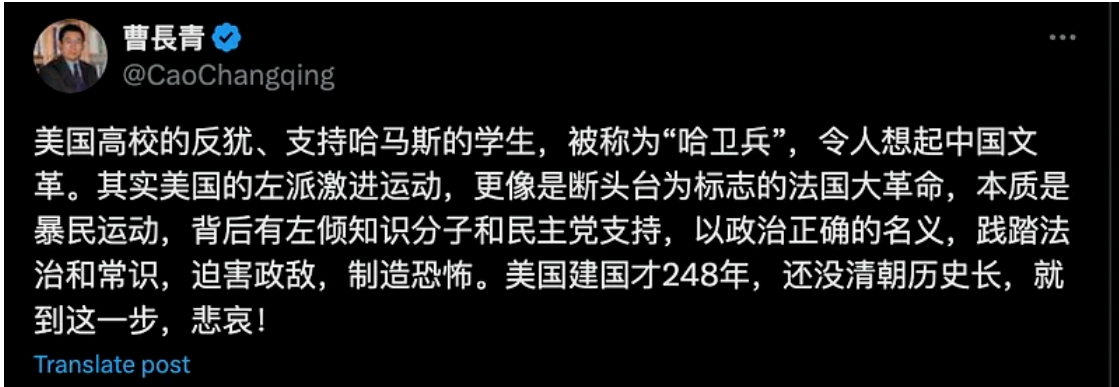 曹長青
@CaoChangqing
美国高校的反犹、支持哈马斯的学生，被称为“哈卫兵”，令人想起中国文
革。其实美国的左派激进运动，更像是断头台为标志的法国大革命，本质是
暴民运动，背后有左倾知识分子和民主党支持，以政治正确的名义，践踏法
治和常识，迫害政敌，制造恐怖。美国建国才248年，还没清朝历史长，就
到这一步，悲哀！
Translate post